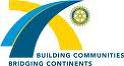 BUILDING COMMUNITIES
BRIDGING CONTINENTS